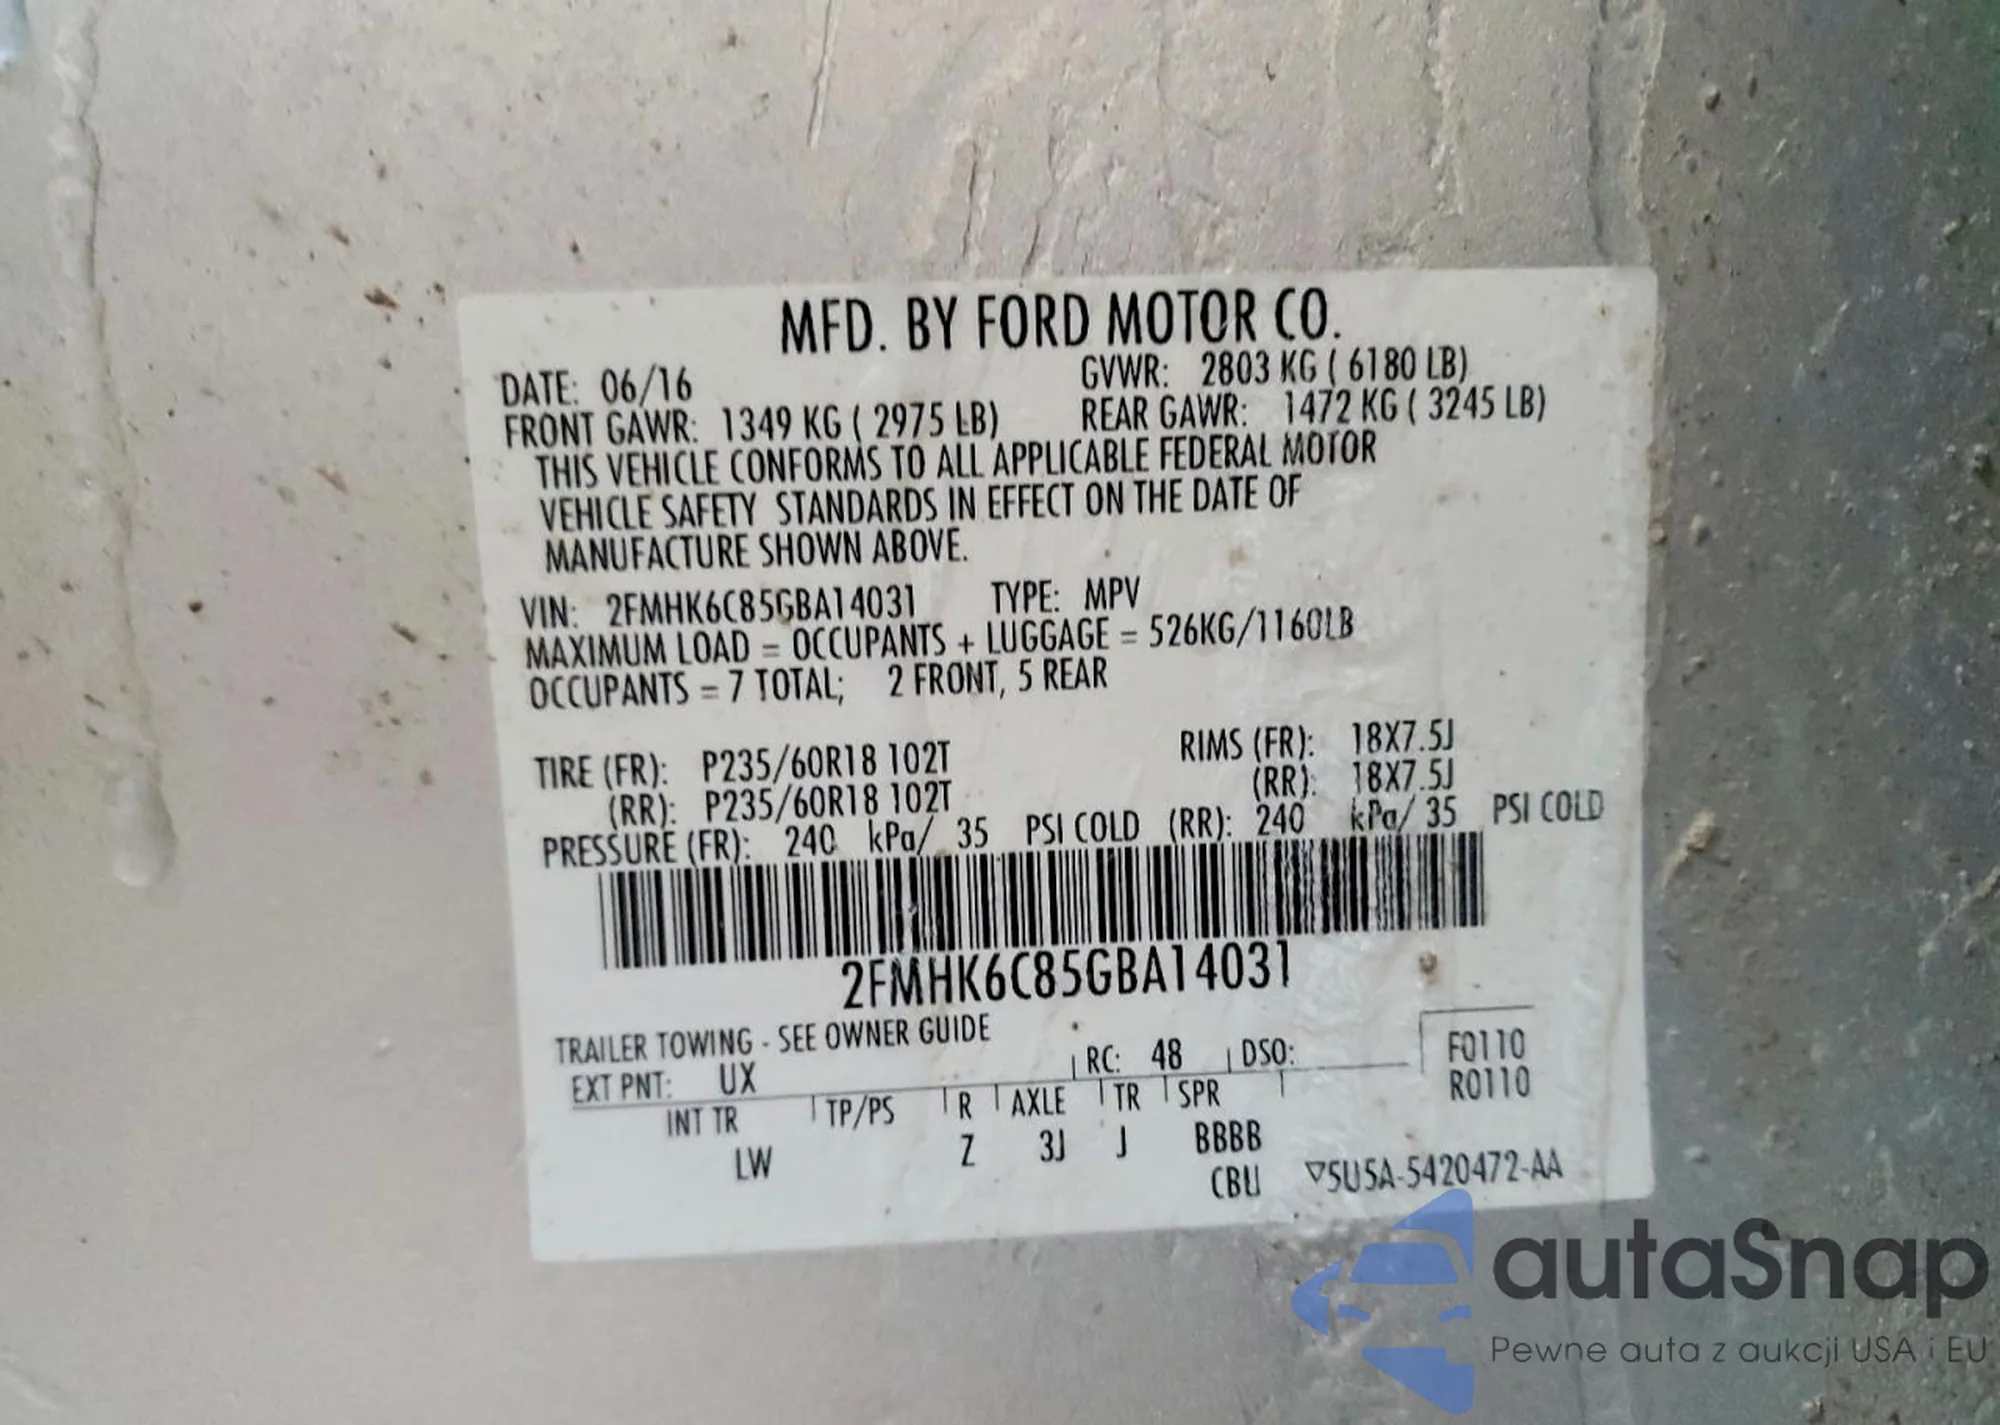 MFD. BY FORD MOTOR CO.
DATE: 06/16 GVWR: 2803 KG ( 6180 LB)
FRONT GAWR: 1349 KG ( 2975 LB) REAR GAWR: 1472 KG ( 3245 LB)
THIS VEHICLE CONFORMS TO ALL APPLICABLE FEDERAL MOTOR
VEHICLE SAFETY STANDARDS IN EFFECT ON THE DATE OF
MANUFACTURE SHOWN ABOVE.
VIN: 2FMHK6C85GBA14031 TYPE: MPV
MAXIMUM LOAD = OCCUPANTS + LUGGAGE = 526KG/1160LB
OCCUPANTS = 7 TOTAL; 2 FRONT, 5 REAR
TIRE (FR): P235/60R18 102T RIMS (FR): 18X7.5J
(RR): P235/60R18 102T (RR): 18X7.5J
PRESSURE (FR): 240 kPa/ 35 PSI COLD (RR): 240 kPa/ 35 PSI COLD
2FMHK6C85GBA14031
TRAILER TOWING - SEE OWNER GUIDE
EXT PNT: UX RC: 48 DSO: F0110
R0110
INT TR TP/PS R AXLE TR SPR
LW Z 3J J BBBB
CBU ▽5U5A-5420472-AA
autaSnap
Pewne auta z aukcji USA i EU